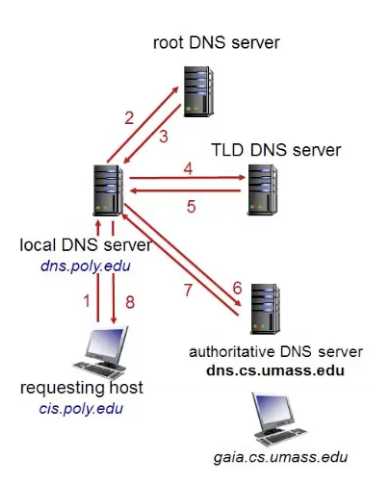 root DNS server
2
3
TLD DNS server
4
5
local DNS server
dns.poly.edu
1
8
7
6
authoritative DNS server
dns.cs.umass.edu
requesting host
cis.poly.edu
gaia.cs.umass.edu